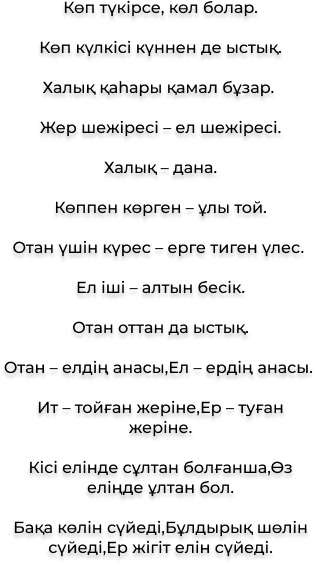 Көп түкірсе, көл болар.
Көп күлкісі күннен де ыстық.
Халық қаһары қамал бұзар.
Жер шежіресі – ел шежіресі.
Халық – дана.
Көппен көрген – ұлы той.
Отан үшін күрес – ерге тиген үлес.
Ел іші – алтын бесік.
Отан оттан да ыстық.
Отан – елдің анасы,Ел – ердің анасы.
Ит – тойған жеріне,Ер – туған
жеріне.
Кісі елінде сұлтан болғанша,Өз
еліңде ұлтан бол.
Бақа көлін сүйеді,Бұлдырық шөлін
сүйеді,Ер жігіт елін сүйеді.